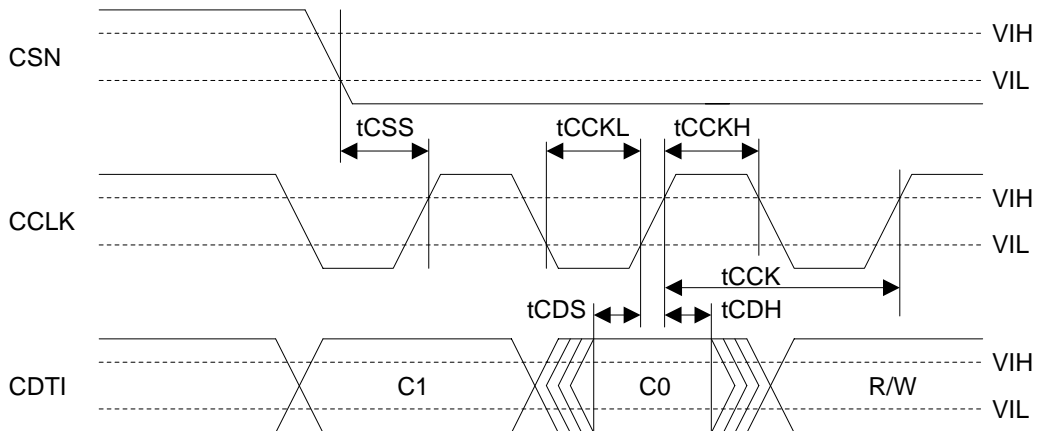 CSN
VIH
VIL
tCSS
tCCKL
tCCKH
CCLK
VIH
VIL
tCCK
tCDS
tCDH
CDTI
C1
C0
R/W
VIH
VIL